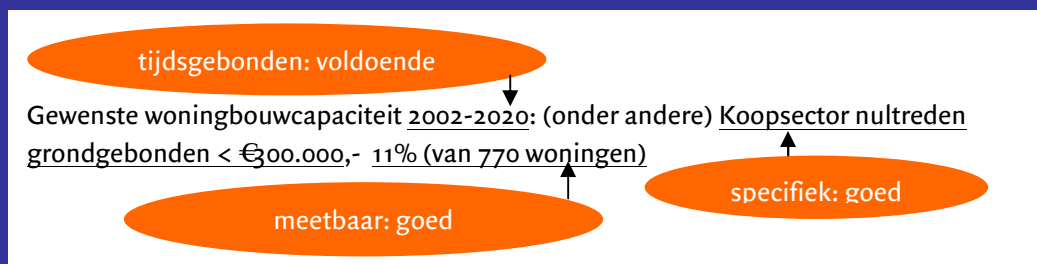 tijdsgebonden: voldoende
Gewenste woningbouwcapaciteit 2002-2020: (onder andere) Koopsector nultreden
grondgebonden < €300.000,- 11% (van 770 woningen)
specifiek: goed
meetbaar: goed